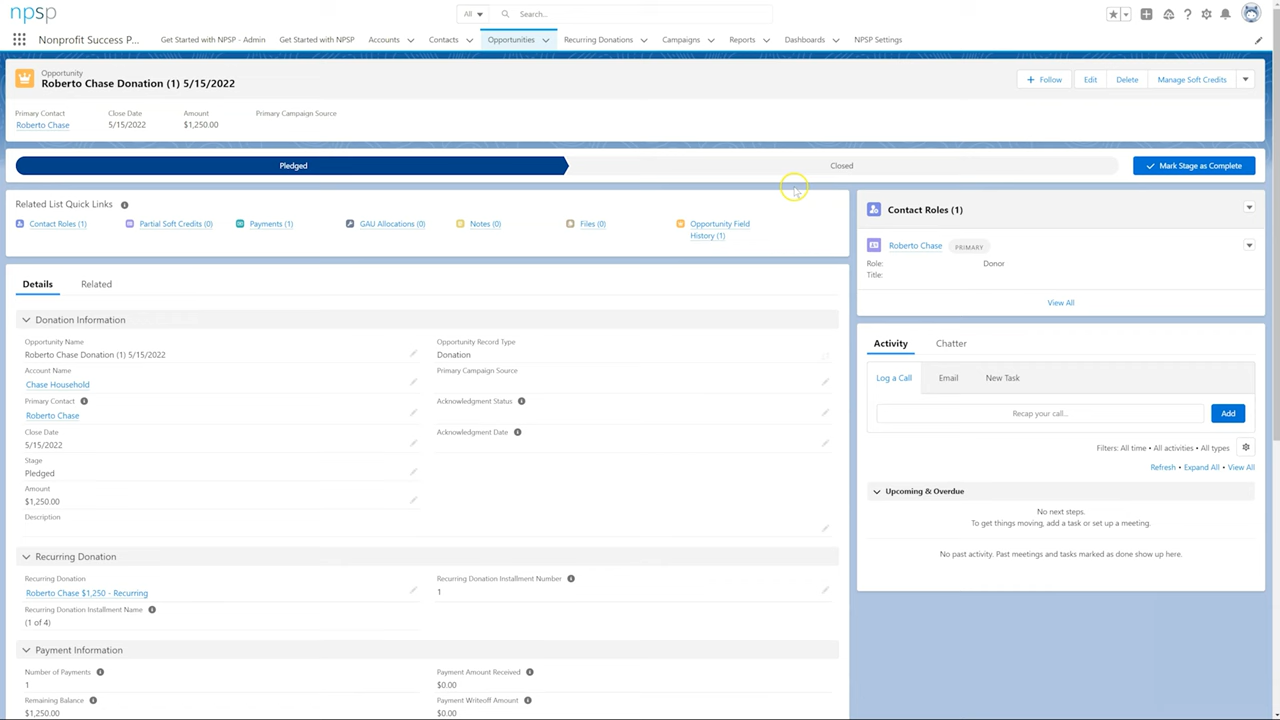 npsp
All
Search...
Nonprofit Success P...
Get Started with NPSP - Admin
Get Started with NPSP
Accounts
Contacts
Opportunities
Recurring Donations
Campaigns
Reports
Dashboards
NPSP Settings
Opportunity
Roberto Chase Donation (1) 5/15/2022
Follow
Edit
Delete
Manage Soft Credits
Primary Contact
Roberto Chase
Close Date
5/15/2022
Amount
$1,250.00
Primary Campaign Source
Pledged
Closed
Mark Stage as Complete
Related List Quick Links
Contact Roles (1)
Partial Soft Credits (0)
Payments (1)
GAU Allocations (0)
Notes (0)
Files (0)
Opportunity Field
History (1)
Details
Related
Donation Information
Opportunity Name
Roberto Chase Donation (1) 5/15/2022
Opportunity Record Type
Donation
Account Name
Chase Household
Primary Campaign Source
Primary Contact
Roberto Chase
Acknowledgment Status
Close Date
5/15/2022
Acknowledgment Date
Stage
Pledged
Amount
$1,250.00
Description
Recurring Donation
Recurring Donation
Roberto Chase $1,250 - Recurring
Recurring Donation Installment Number
1
Recurring Donation Installment Name
(1 of 4)
Payment Information
Number of Payments
1
Payment Amount Received
$0.00
Remaining Balance
$1,250.00
Payment Writeoff Amount
$0.00
Contact Roles (1)
Roberto Chase
PRIMARY
Role:
Donor
Title:
View All
Activity
Chatter
Log a Call
Email
New Task
Recap your call...
Add
Filters: All time • All activities • All types
Refresh • Expand All • View All
Upcoming & Overdue
No next steps.
To get things moving, add a task or set up a meeting.
No past activity. Past meetings and tasks marked as done show up here.